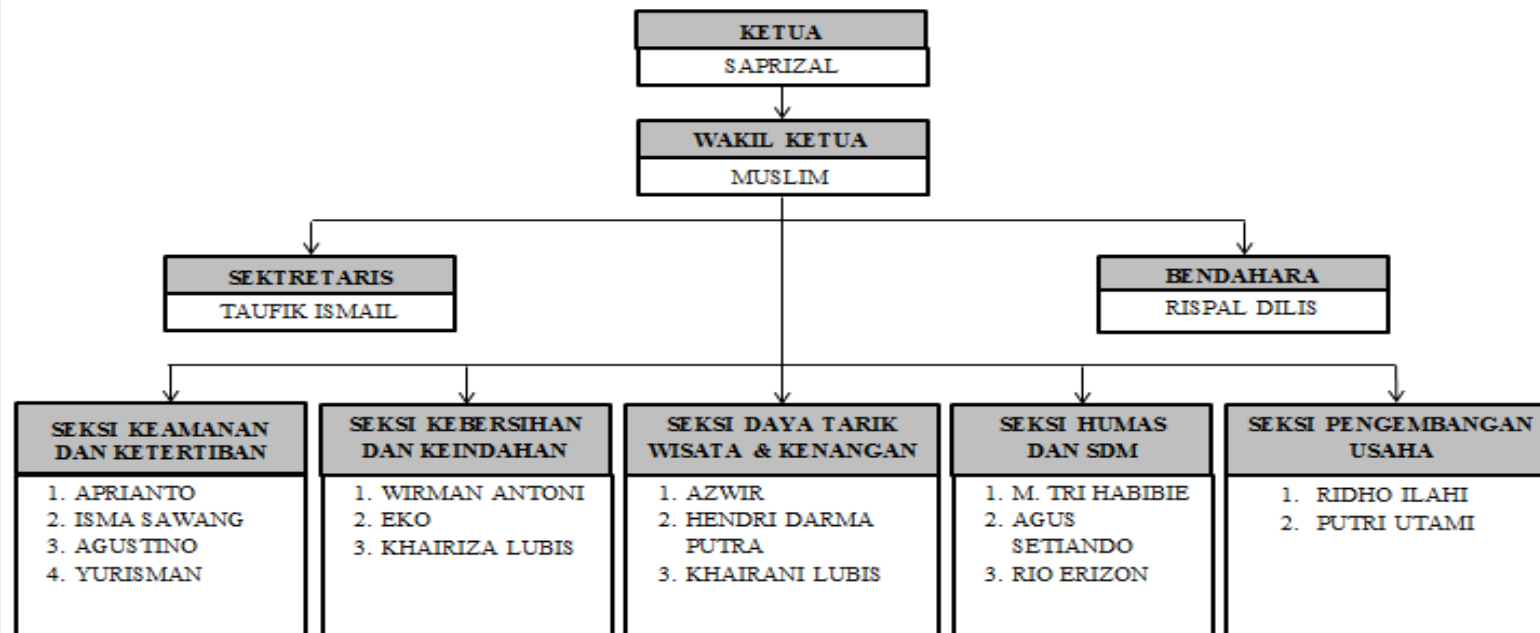 KETUA
SAPRIZAL
WAKIL KETUA
MUSLIM
SEKTRETARIS
TAUFIK ISMAIL
BENDAHARA
RISPAL DILIS
SEKSI KEAMANAN
DAN KETERTIBAN
1. APRIANTO
2. ISMA SAWANG
3. AGUSTINO
4. YURISMAN
SEKSI KEBERSIHAN
DAN KEINDAHAN
1. WIRMAN ANTONI
2. EKO
3. KHAIRIZA LUBIS
SEKSI DAYA TARIK
WISATA & KENANGAN
1. AZWIR
2. HENDRI DARMA
PUTRA
3. KHAIRANI LUBIS
SEKSI HUMAS
DAN SDM
1. M. TRI HABIBIE
2. AGUS
SETIANDO
3. RIO ERIZON
SEKSI PENGEMBANGAN
USAHA
1. RIDHO ILAHI
2. PUTRI UTAMI